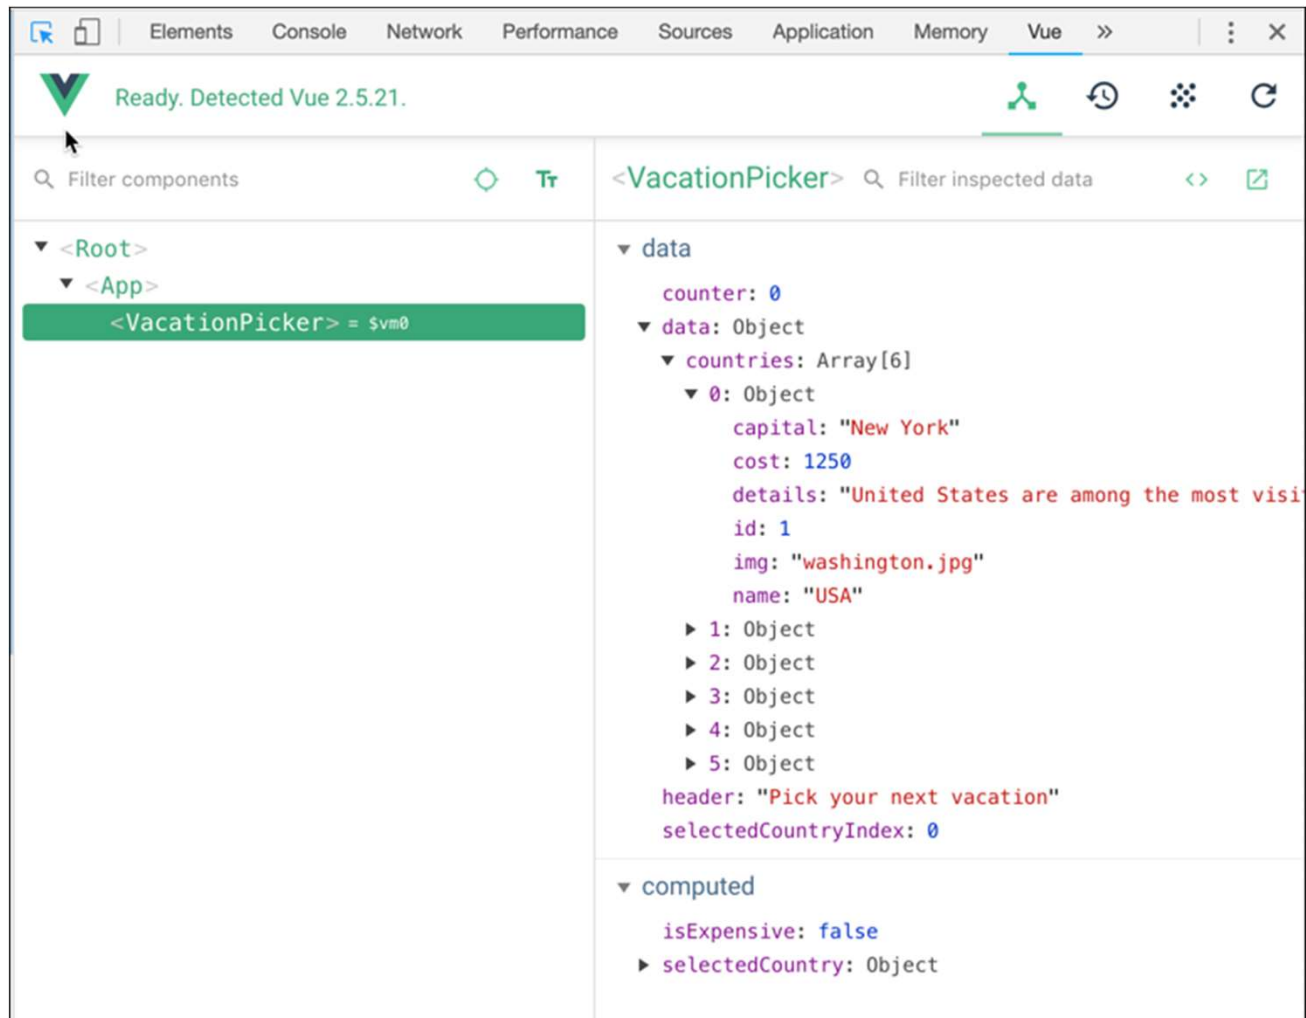 Elements Console Network Performance Sources Application Memory Vue »
Ready. Detected Vue 2.5.21.
Filter components
Tт
<VacationPicker> Filter inspected data
<Root>
<App>
<VacationPicker> = $vm0
data
counter: 0
data: Object
countries: Array[6]
0: Object
capital: "New York"
cost: 1250
details: "United States are among the most visi
id: 1
img: "washington.jpg"
name: "USA"
1: Object
2: Object
3: Object
4: Object
5: Object
header: "Pick your next vacation"
selectedCountryIndex: 0
computed
isExpensive: false
selectedCountry: Object